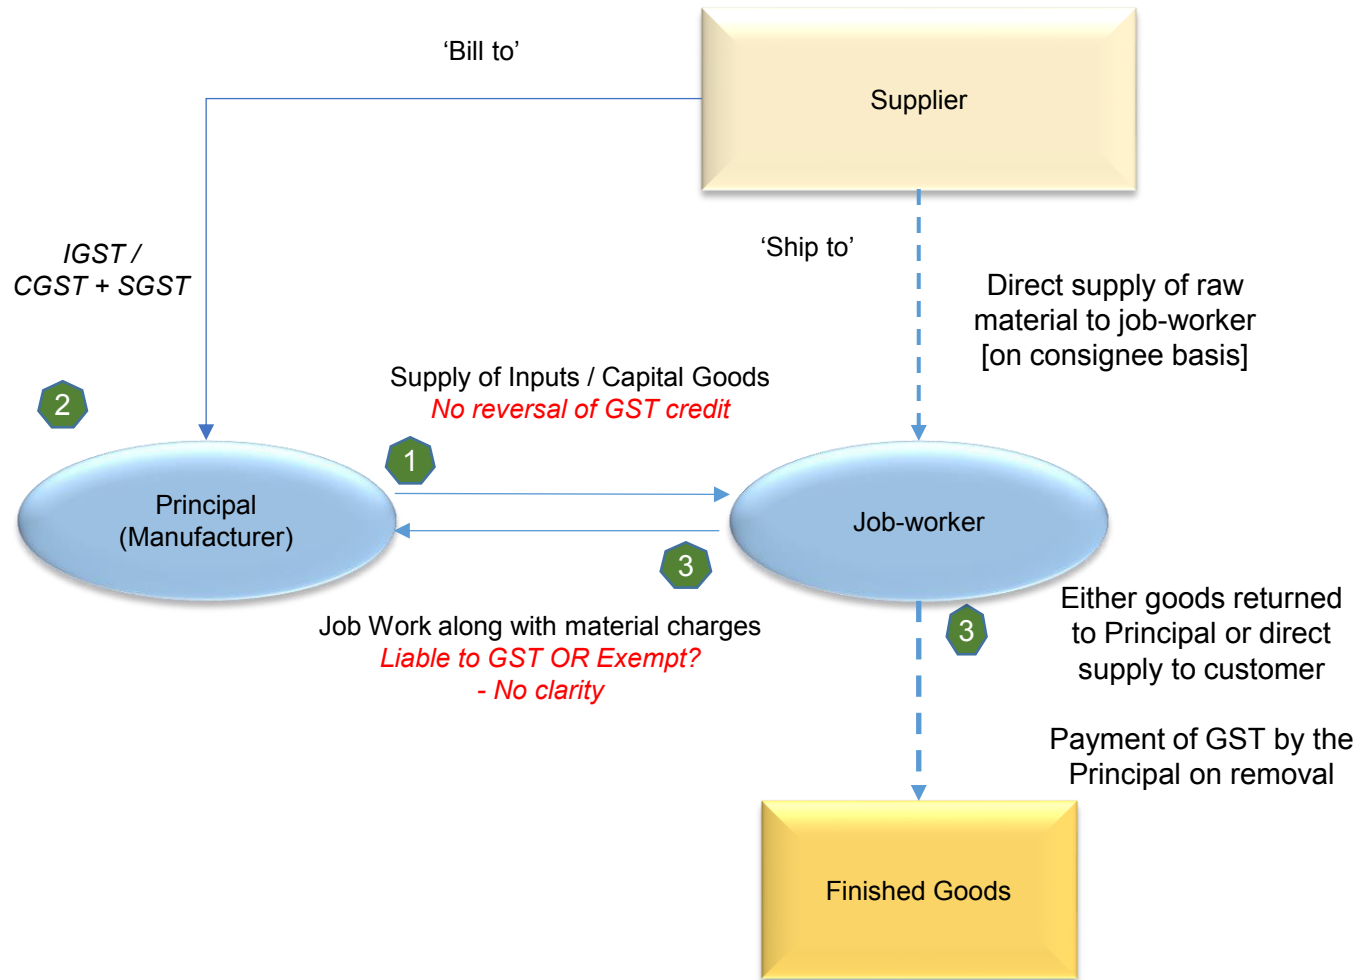 ‘Bill to’
Supplier
IGST /
CGST + SGST
‘Ship to’
Direct supply of raw
material to job-worker
[on consignee basis]
2
Supply of Inputs / Capital Goods
No reversal of GST credit
1
Principal
(Manufacturer)
Job-worker
3
Job Work along with material charges
Liable to GST OR Exempt?
- No clarity
3
Either goods returned
to Principal or direct
supply to customer
Payment of GST by the
Principal on removal
Finished Goods